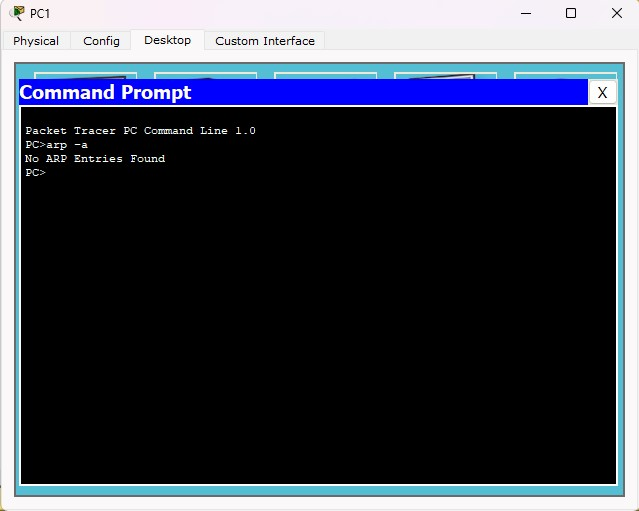 PC1
Physical Config Desktop Custom Interface
Command Prompt X
Packet Tracer PC Command Line 1.0
PC>arp -a
No ARP Entries Found
PC>